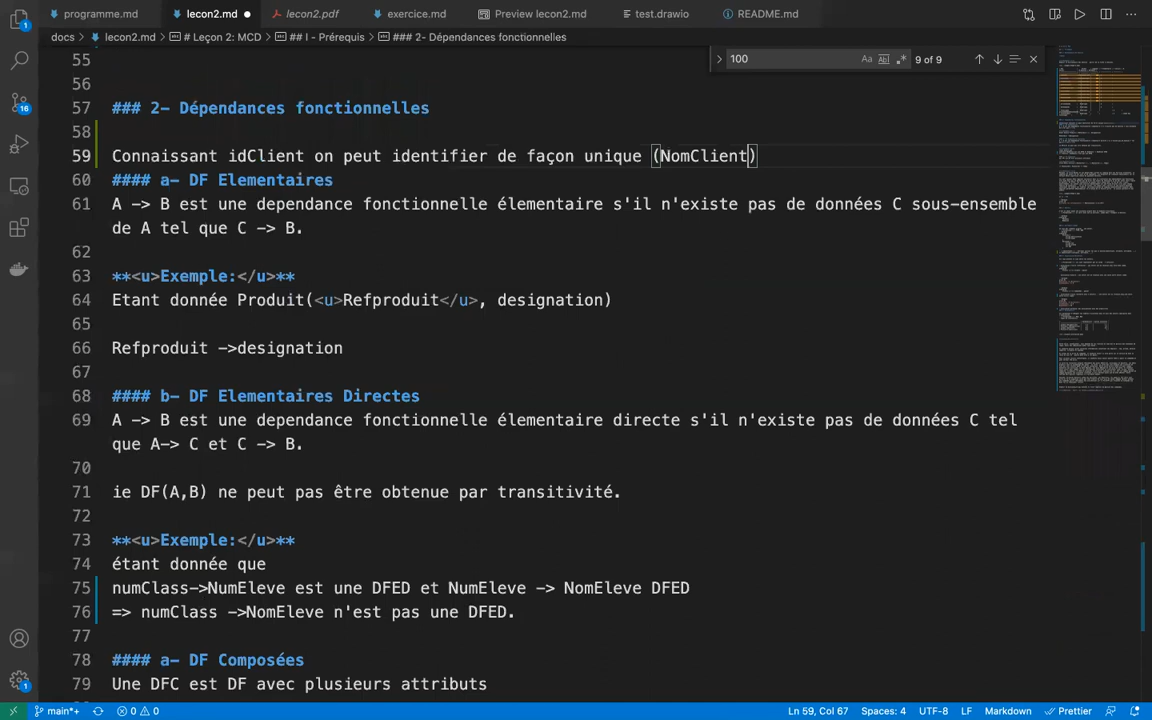 programme.md lecon2.md lecon2.pdf exercice.md Preview lecon2.md test.drawio README.md
docs > lecon2.md > # Leçon 2: MCD > ## I - Prérequis > ### 2- Dépendances fonctionnelles
100 Aa ab .* 9 of 9
55
56
57 ### 2- Dépendances fonctionnelles
58
59 Connaissant idClient on peut identifier de façon unique (NomClient)
60 #### a- DF Elementaires
61 A -> B est une dependance fonctionnelle élementaire s'il n'existe pas de données C sous-ensemble
de A tel que C -> B.
62
63 **<u>Exemple:</u>**
64 Etant donnée Produit(<u>Refproduit</u>, designation)
65
66 Refproduit ->designation
67
68 #### b- DF Elementaires Directes
69 A -> B est une dependance fonctionnelle élementaire directe s'il n'existe pas de données C tel
que A-> C et C -> B.
70
71 ie DF(A,B) ne peut pas être obtenue par transitivité.
72
73 **<u>Exemple:</u>**
74 étant donnée que
75 numClass->NumEleve est une DFED et NumEleve -> NomEleve DFED
76 => numClass ->NomEleve n'est pas une DFED.
77
78 #### a- DF Composées
79 Une DFC est DF avec plusieurs attributs
1
16
1
main*+ 0 0 Ln 59, Col 67 Spaces: 4 UTF-8 LF Markdown Prettier